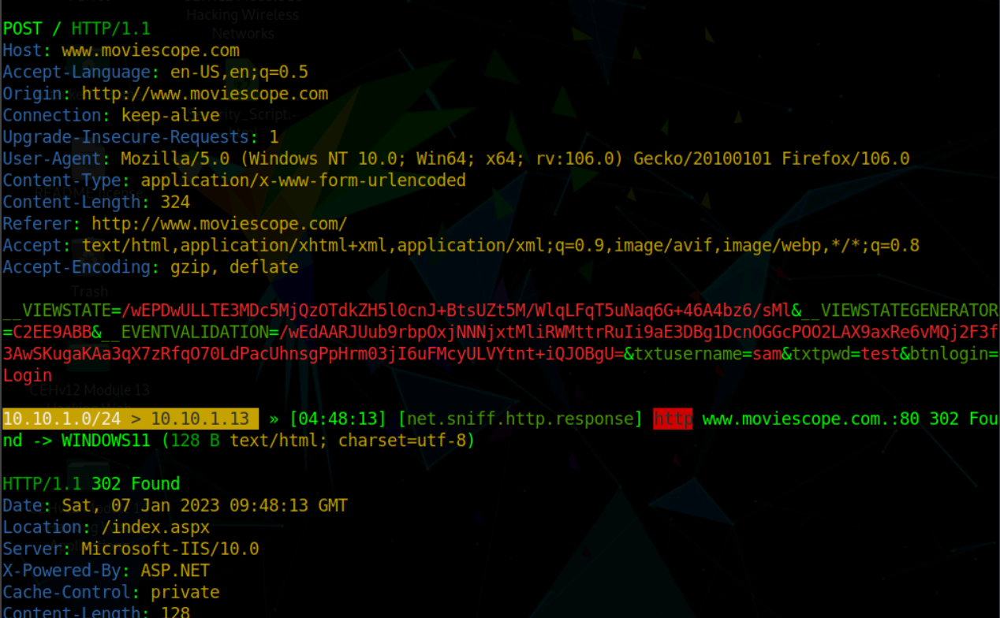 Hacking Wireless
Networks
POST / HTTP/1.1
Host: www.moviescope.com
Accept-Language: en-US,en;q=0.5
Origin: http://www.moviescope.com
Connection: keep-alive
Upgrade-Insecure-Requests: 1
User-Agent: Mozilla/5.0 (Windows NT 10.0; Win64; x64; rv:106.0) Gecko/20100101 Firefox/106.0
Content-Type: application/x-www-form-urlencoded
Content-Length: 324
Referer: http://www.moviescope.com/
Accept: text/html,application/xhtml+xml,application/xml;q=0.9,image/avif,image/webp,*/*;q=0.8
Accept-Encoding: gzip, deflate
Trash
__VIEWSTATE=/wEPDwULLTE3MDc5MjQzOTdkZH5l0cnJ+BtsUZt5M/WlqLFqT5uNaq6G+46A4bz6/sMl&__VIEWSTATEGENERATOR
=C2EE9ABB&__EVENTVALIDATION=/wEdAARJUub9rbpOxjNNNjxtMliRWMttrRuIi9aE3DBg1DcnOGGcPOO2LAX9axRe6vMQj2F3f
3AwSKugaKAa3qX7zRfqO70LdPacUhnsgPpHrm03jI6uFMcyULVYtnt+iQJOBgU=&txtusername=sam&txtpwd=test&btnlogin=
Login
CEHv12 Module 13
10.10.1.0/24 > 10.10.1.13 » [04:48:13] [net.sniff.http.response] http www.moviescope.com.:80 302 Fou
nd -> WINDOWS11 (128 B text/html; charset=utf-8)
HTTP/1.1 302 Found
Date: Sat, 07 Jan 2023 09:48:13 GMT
Location: /index.aspx
Server: Microsoft-IIS/10.0
X-Powered-By: ASP.NET
Cache-Control: private
Content-Length: 128